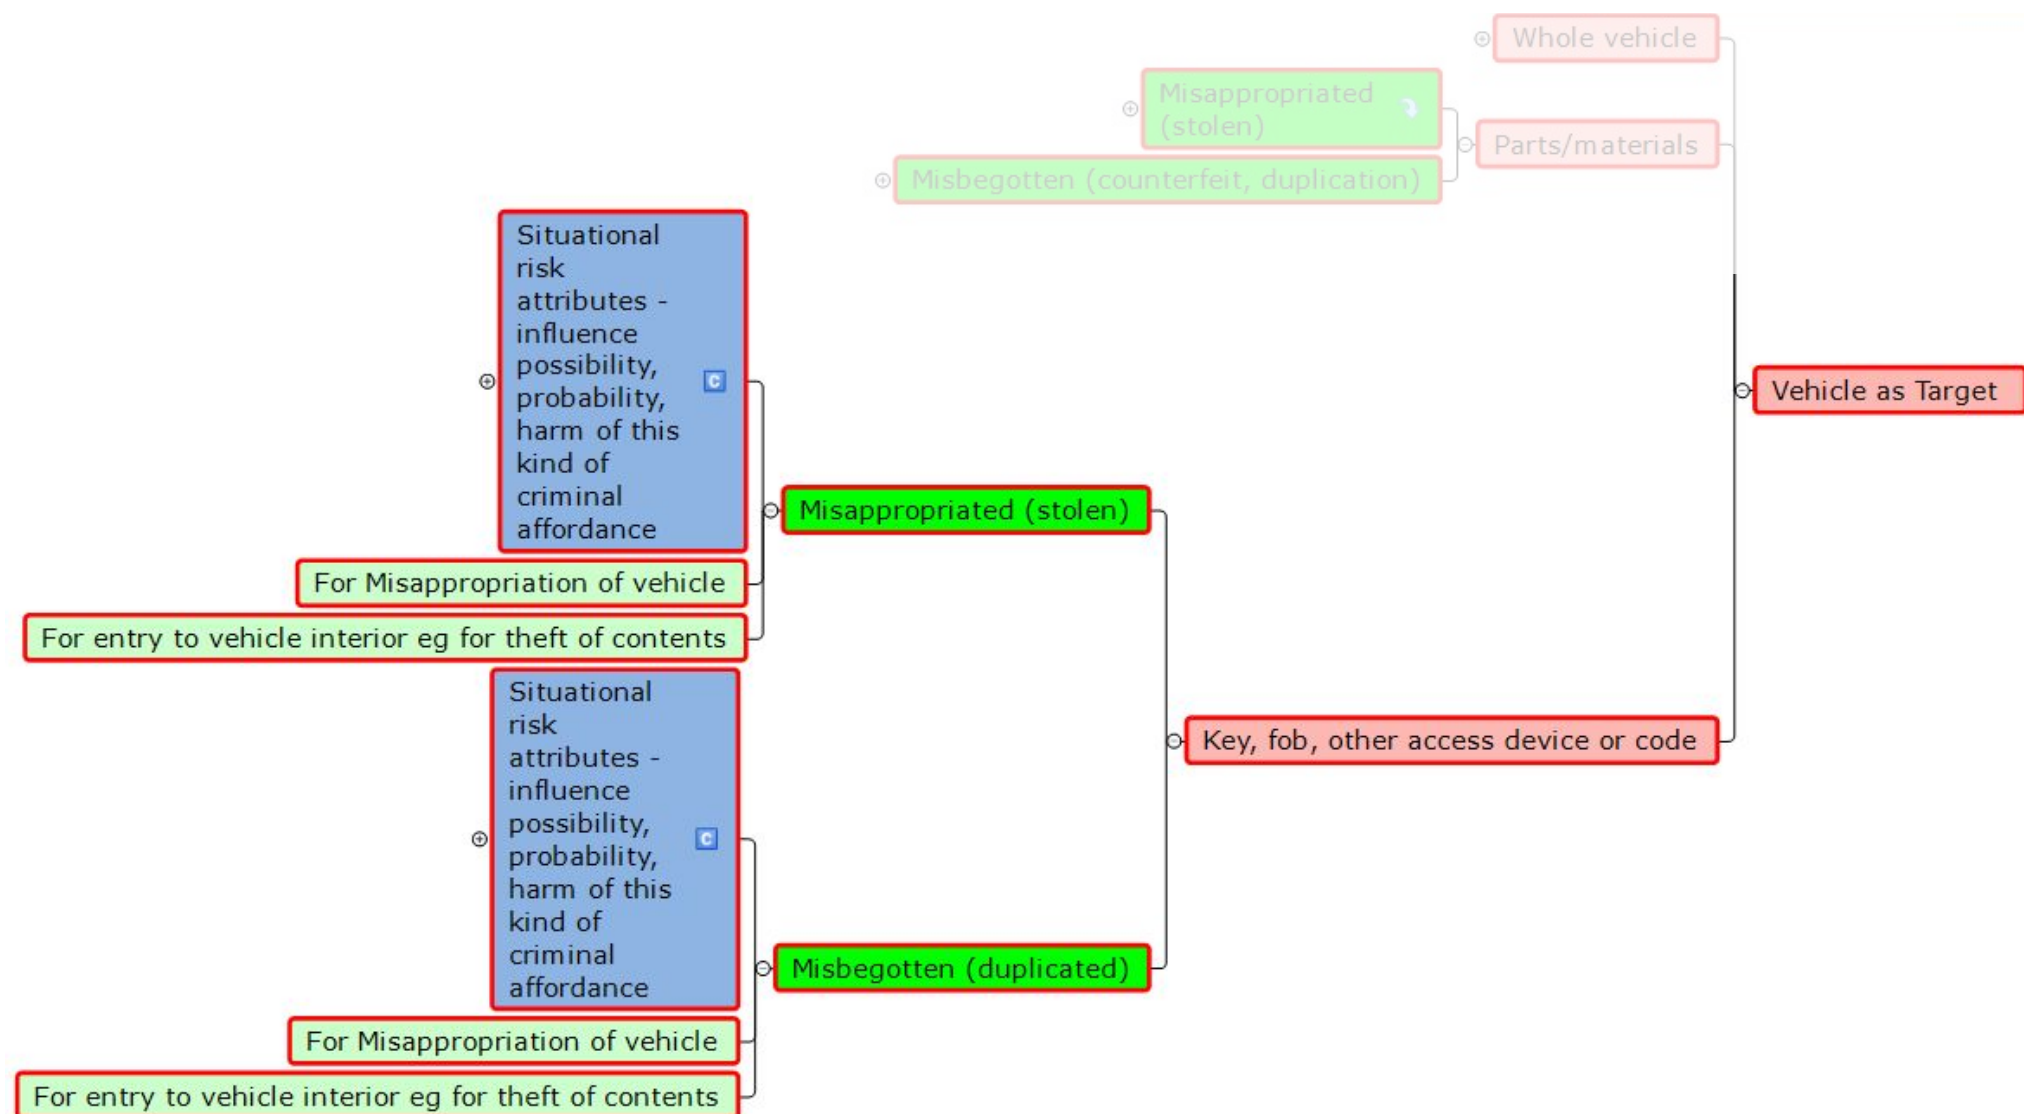 Whole vehicle
Misappropriated
(stolen)
Parts/materials
Misbegotten (counterfeit, duplication)
Situational
risk
attributes -
influence
possibility,
probability,
harm of this
kind of
criminal
affordance
C
Vehicle as Target
Misappropriated (stolen)
For Misappropriation of vehicle
For entry to vehicle interior eg for theft of contents
Situational
risk
attributes -
influence
possibility,
probability,
harm of this
kind of
criminal
affordance
C
Key, fob, other access device or code
Misbegotten (duplicated)
For Misappropriation of vehicle
For entry to vehicle interior eg for theft of contents